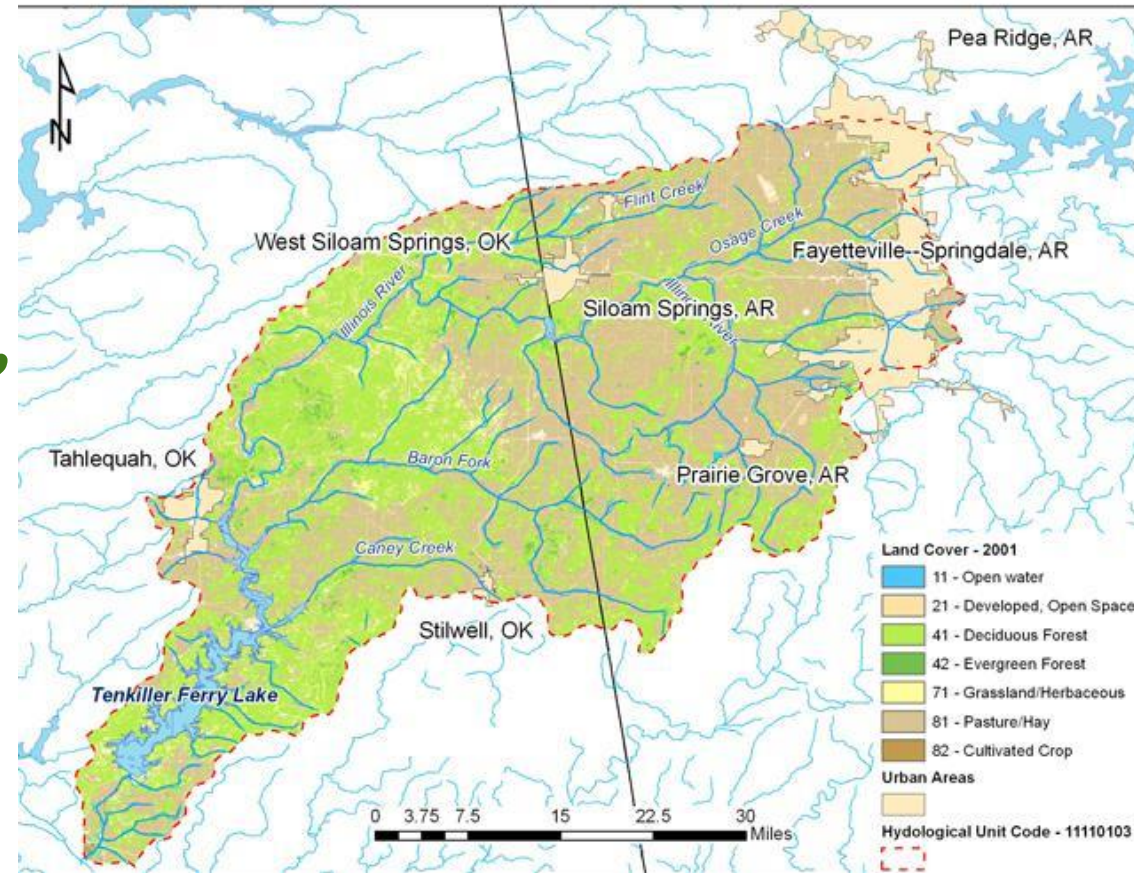 Pea Ridge, AR
N
Flint Creek
West Siloam Springs, OK
Osage Creek
Fayetteville--Springdale, AR
Illinois River
Siloam Springs, AR
Illinois River
Tahlequah, OK
Baron Fork
Prairie Grove, AR
Caney Creek
Stilwell, OK
Tenkiller Ferry Lake
0 3.75 7.5 15 22.5 30
Miles
Land Cover - 2001
11 - Open water
21 - Developed, Open Space
41 - Deciduous Forest
42 - Evergreen Forest
71 - Grassland/Herbaceous
81 - Pasture/Hay
82 - Cultivated Crop
Urban Areas
Hydological Unit Code - 11110103